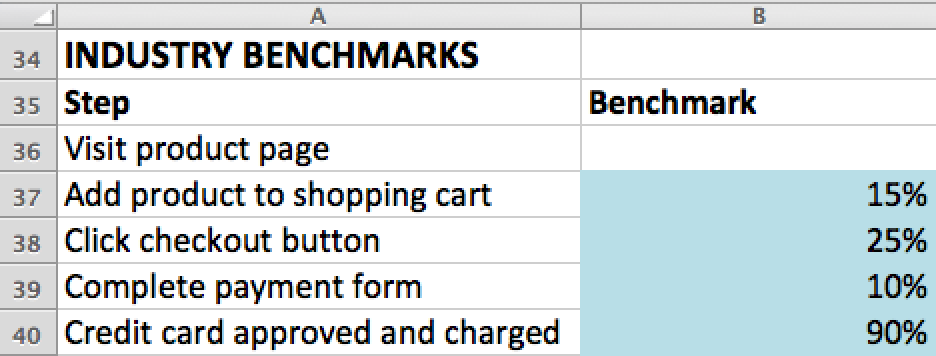 A B
34 INDUSTRY BENCHMARKS
35 Step Benchmark
36 Visit product page
37 Add product to shopping cart 15%
38 Click checkout button 25%
39 Complete payment form 10%
40 Credit card approved and charged 90%